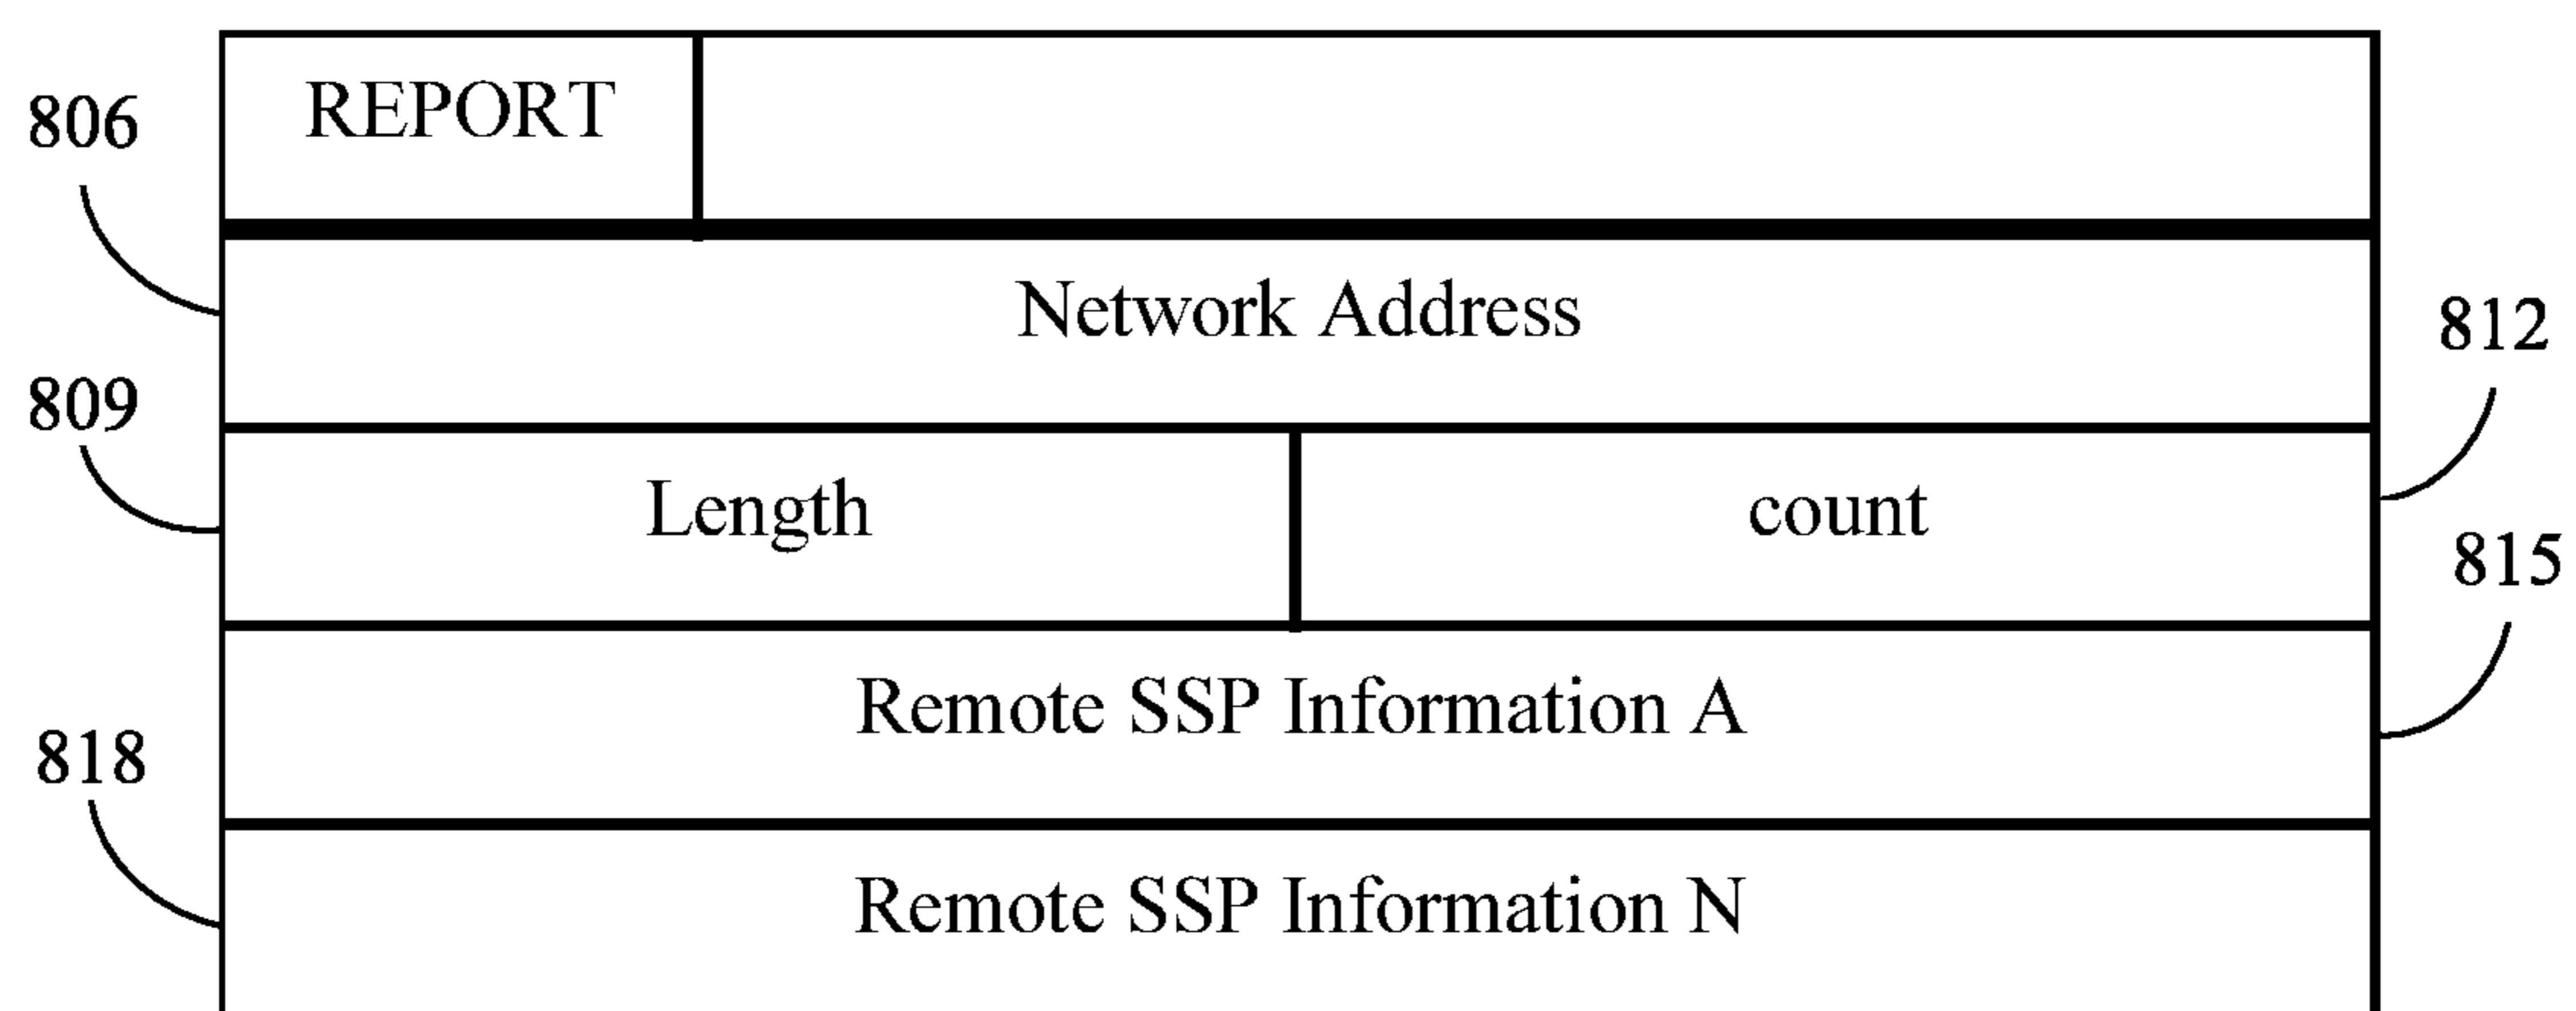 REPORT
806
Network Address
812
809
Length count
815
Remote SSP Information A
818
Remote SSP Information N